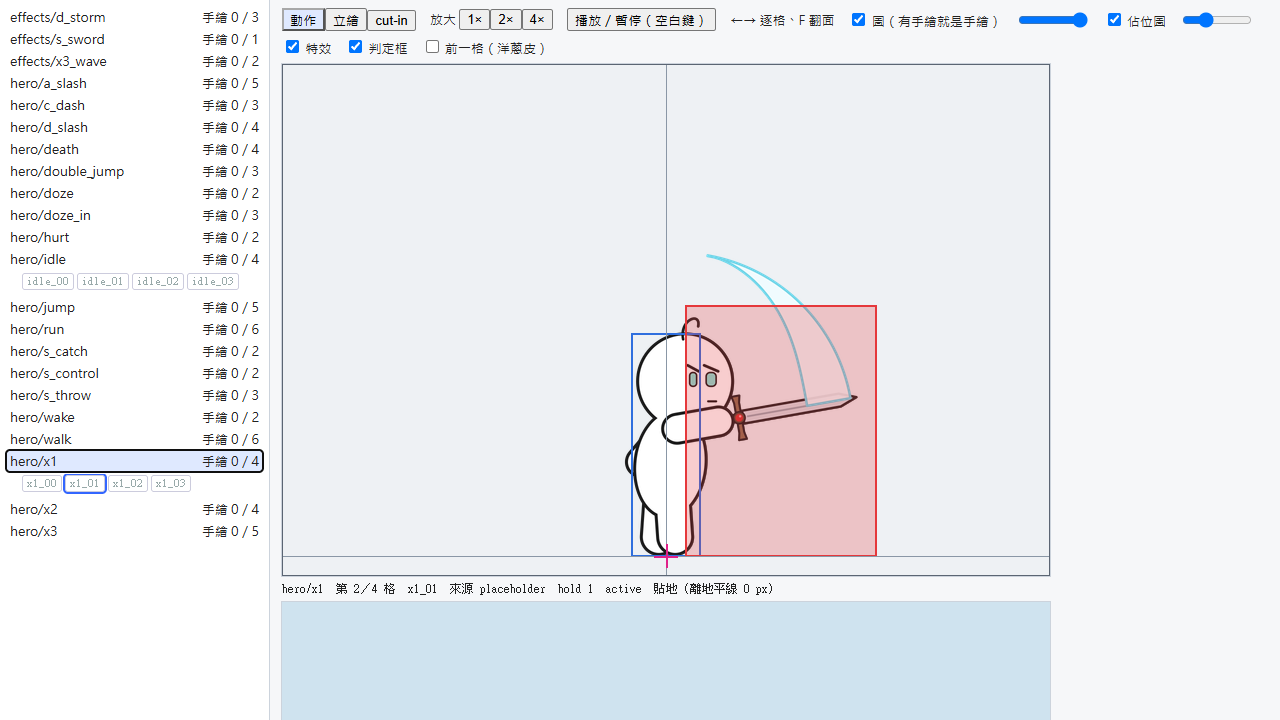 effects/d_storm 手繪 0 / 3
effects/s_sword 手繪 0 / 1
effects/x3_wave 手繪 0 / 2
hero/a_slash 手繪 0 / 5
hero/c_dash 手繪 0 / 3
hero/d_slash 手繪 0 / 4
hero/death 手繪 0 / 4
hero/double_jump 手繪 0 / 3
hero/doze 手繪 0 / 2
hero/doze_in 手繪 0 / 3
hero/hurt 手繪 0 / 2
hero/idle 手繪 0 / 4
idle_00 idle_01 idle_02 idle_03
hero/jump 手繪 0 / 5
hero/run 手繪 0 / 6
hero/s_catch 手繪 0 / 2
hero/s_control 手繪 0 / 2
hero/s_throw 手繪 0 / 3
hero/wake 手繪 0 / 2
hero/walk 手繪 0 / 6
hero/x1 手繪 0 / 4
x1_00 x1_01 x1_02 x1_03
hero/x2 手繪 0 / 4
hero/x3 手繪 0 / 5
動作 立繪 cut-in 放大 1× 2× 4× 播放 / 暫停（空白鍵） ←→ 逐格、F 翻面 圖（有手繪就是手繪） 佔位圖
特效 判定框 前一格（洋蔥皮）
hero/x1 第 2／4 格 x1_01 來源 placeholder hold 1 active 貼地（離地平線 0 px）